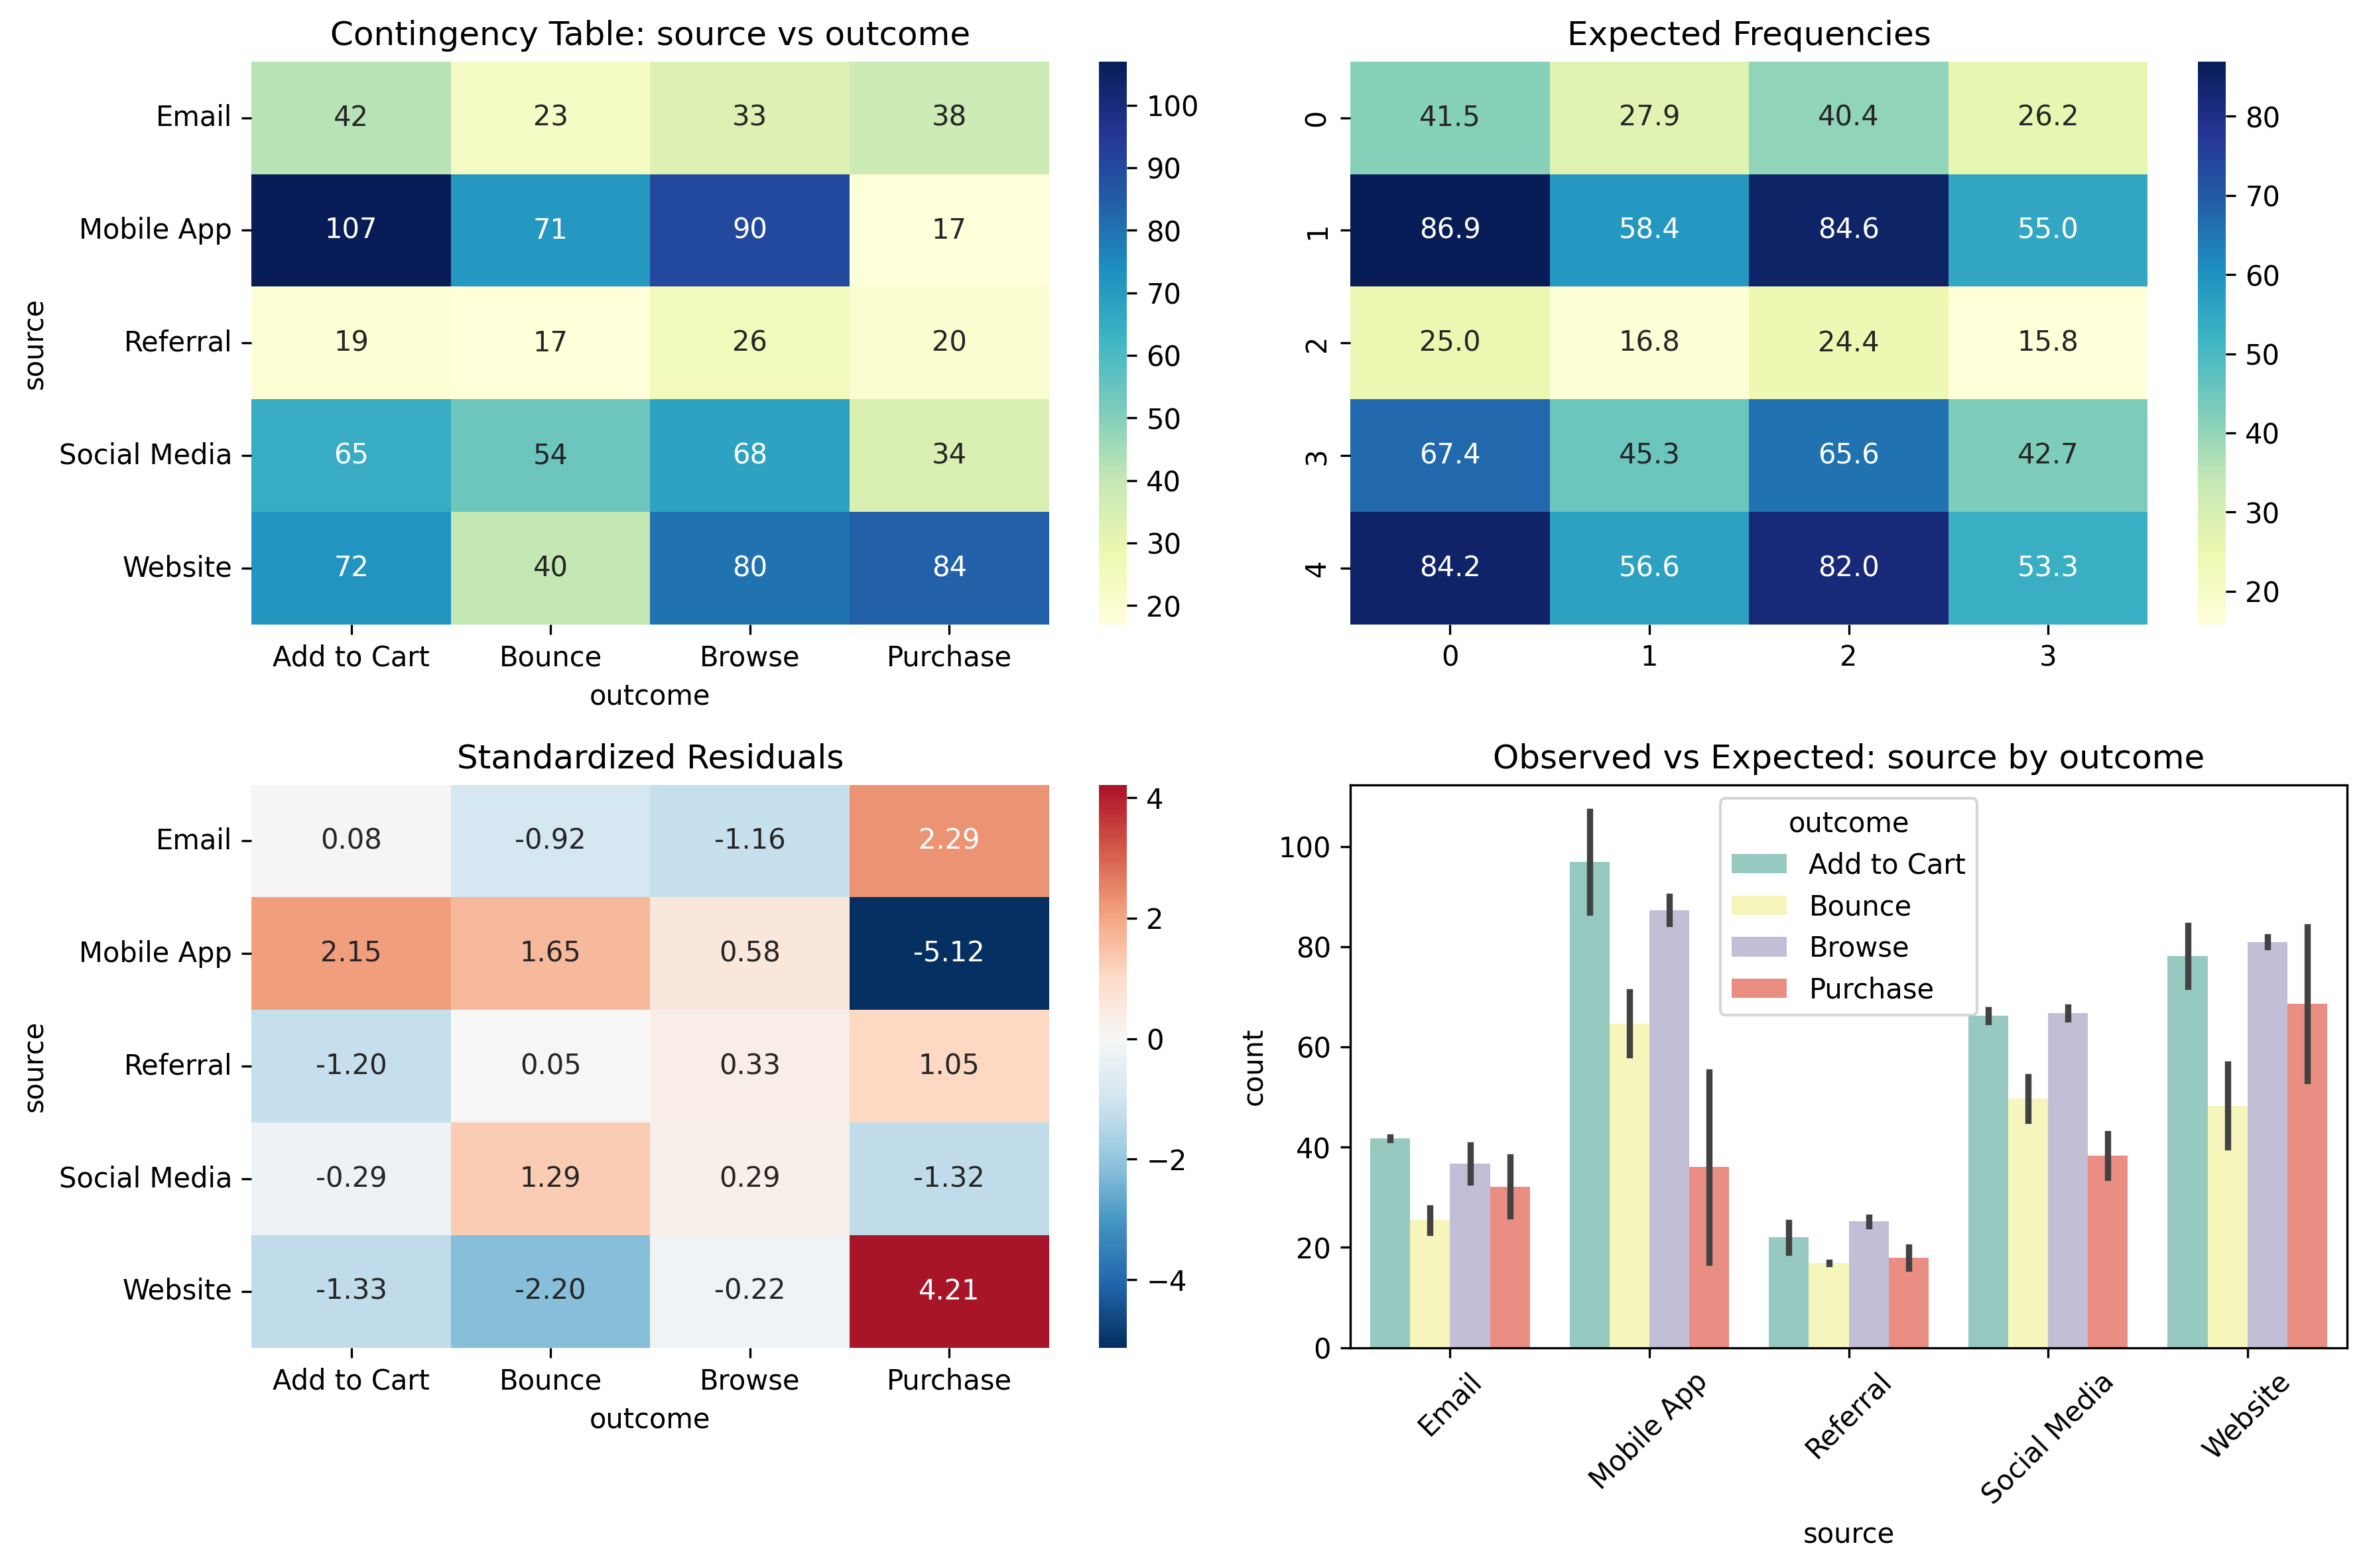 Contingency Table: source vs outcome
source
Email 42 23 33 38
Mobile App 107 71 90 17
Referral 19 17 26 20
Social Media 65 54 68 34
Website 72 40 80 84
Add to Cart Bounce Browse Purchase
outcome
100
90
80
70
60
50
40
30
20
Expected Frequencies
0 41.5 27.9 40.4 26.2
1 86.9 58.4 84.6 55.0
2 25.0 16.8 24.4 15.8
3 67.4 45.3 65.6 42.7
4 84.2 56.6 82.0 53.3
0 1 2 3
80
70
60
50
40
30
20
Standardized Residuals
source
Email 0.08 -0.92 -1.16 2.29
Mobile App 2.15 1.65 0.58 -5.12
Referral -1.20 0.05 0.33 1.05
Social Media -0.29 1.29 0.29 -1.32
Website -1.33 -2.20 -0.22 4.21
Add to Cart Bounce Browse Purchase
outcome
4
2
0
−2
−4
Observed vs Expected: source by outcome
outcome
Add to Cart
Bounce
Browse
Purchase
count
100
80
60
40
20
0
Email Mobile App Referral Social Media Website
source